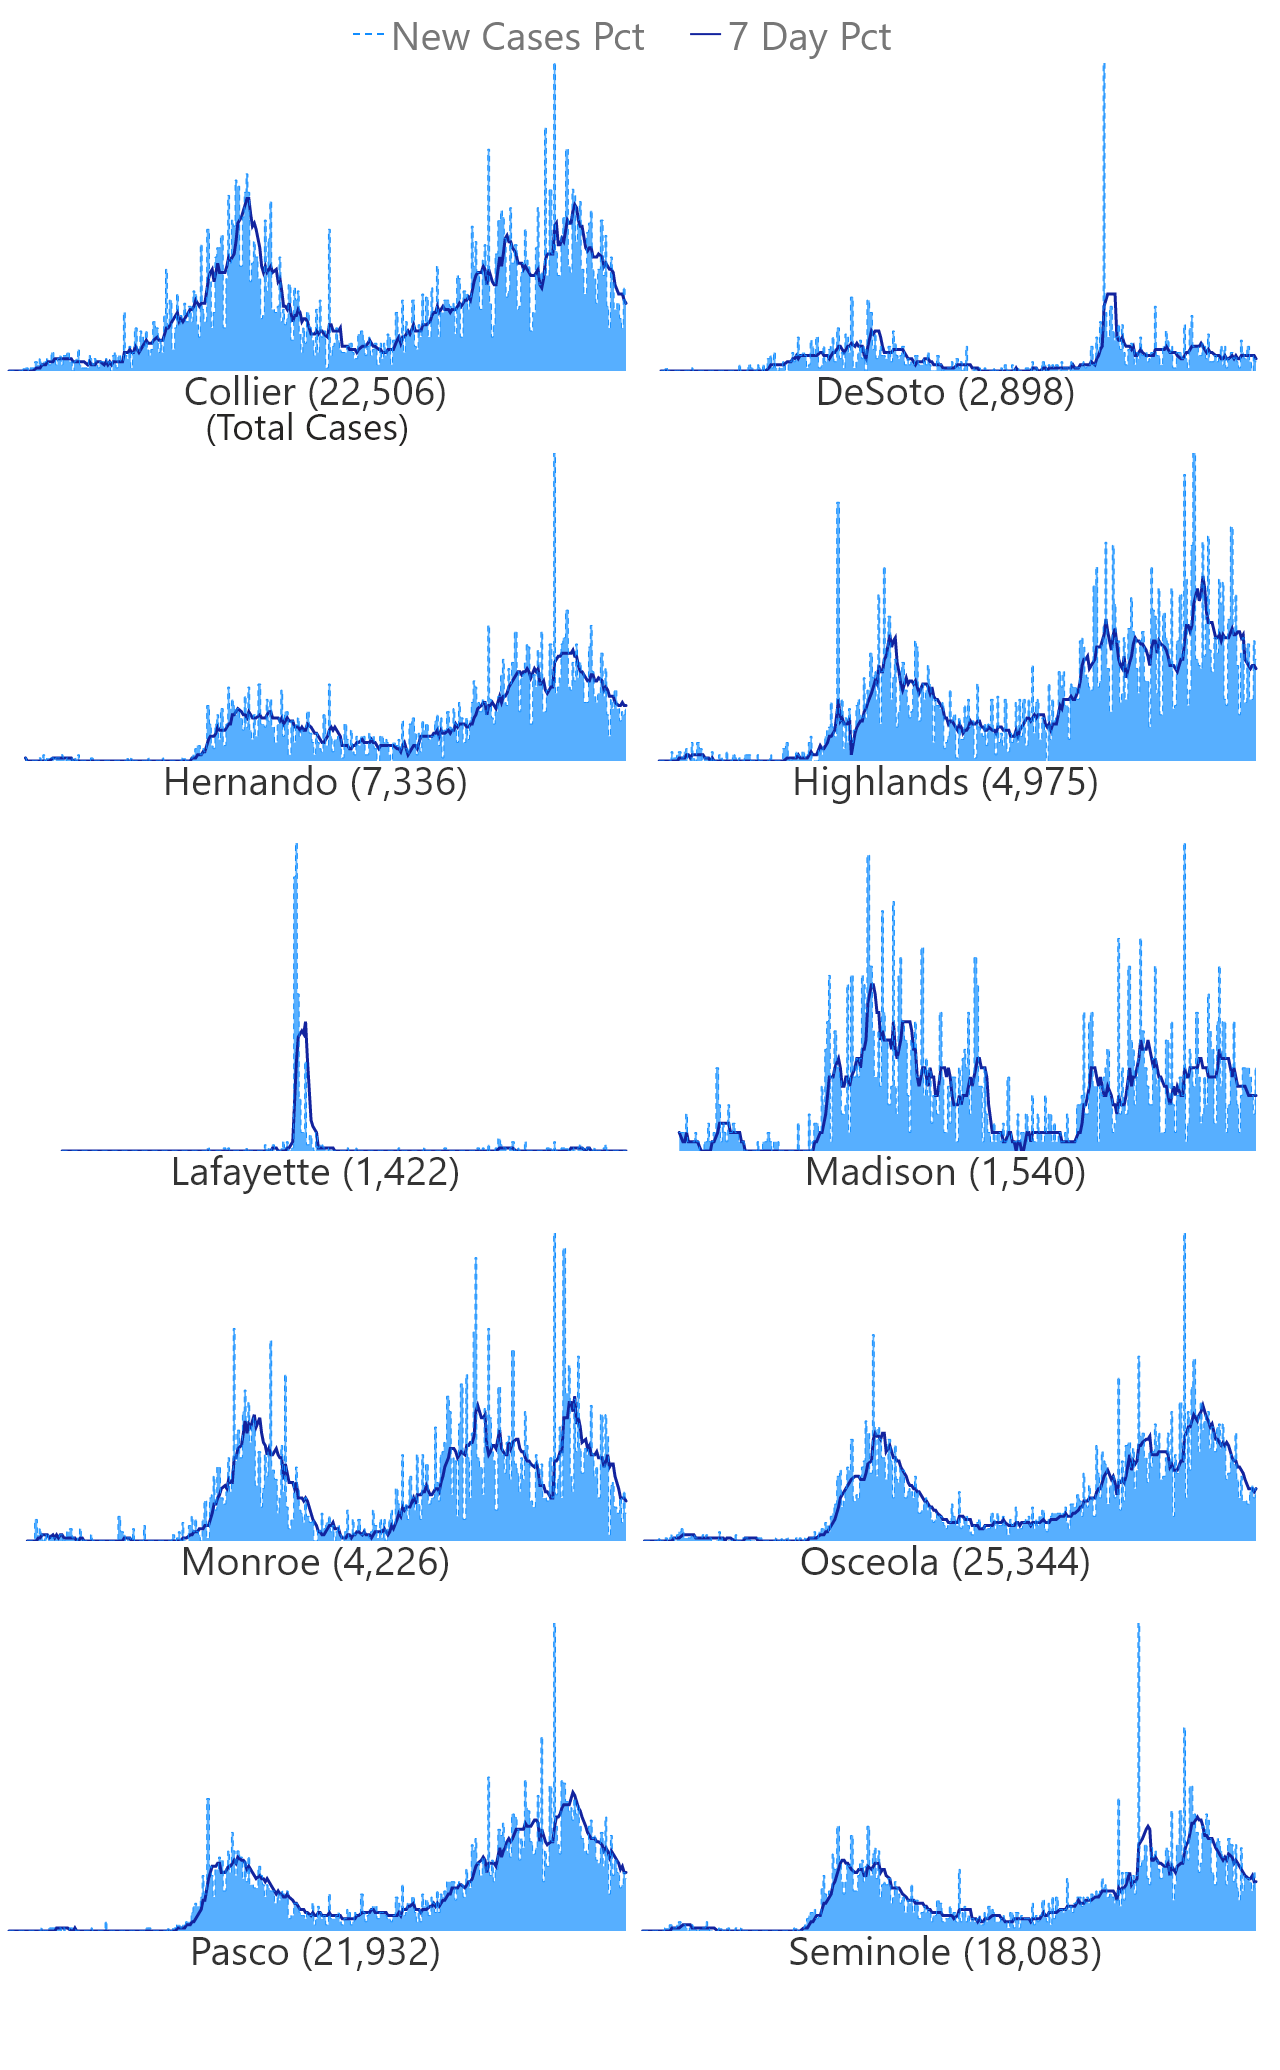 New Cases Pct 7 Day Pct
Collier (22,506) DeSoto (2,898)
(Total Cases)
Hernando (7,336) Highlands (4,975)
Lafayette (1,422) Madison (1,540)
Monroe (4,226) Osceola (25,344)
Pasco (21,932) Seminole (18,083)